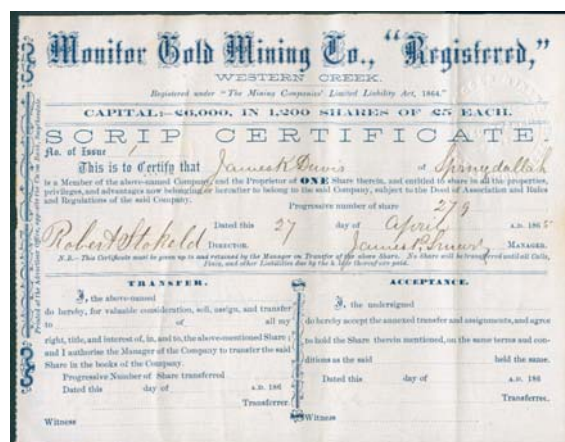 Monitor Gold Mining Co., "Registered,"
WESTERN CREEK.
Registered under "The Mining Companies' Limited Liability Act, 1864."
CAPITAL:—£6,000, IN 1,200 SHARES OF £5 EACH.
SCRIP CERTIFICATE.
No. of Issue 1
This is to Certify that James K Davis of Springdallah
is a Member of the above-named Company, and the Proprietor of ONE Share therein, and entitled to share in all the properties,
privileges, and advantages now belonging or hereafter to belong to the said Company, subject to the Deed of Association and Rules
and Regulations of the said Company.
Progressive number of share 279
Dated this 27 day of April A.D. 1865
Robert Stokeld DIRECTOR. James MANAGER.
N.B.—This Certificate must be given up to and retained by the Manager on Transfer of the above Share. No Share will be transferred until all Calls,
Fines, and other Liabilities due by the holder thereof are paid.
TRANSFER.
I, the above-named
do hereby, for valuable consideration, sell, assign, and transfer
to of all my
right, title, and interest of, in, and to, the above-mentioned Share;
and I authorise the Manager of the Company to transfer the said
Share in the books of the Company.
Progressive Number of Share transferred
Dated this day of A.D. 186
Transferrer.
Witness
ACCEPTANCE.
I, the undersigned
do hereby accept the annexed transfer and assignments, and agree
to hold the Share therein mentioned, on the same terms and con-
ditions as the said held the same.
Dated this day of A.D. 186
Transferree.
Witness